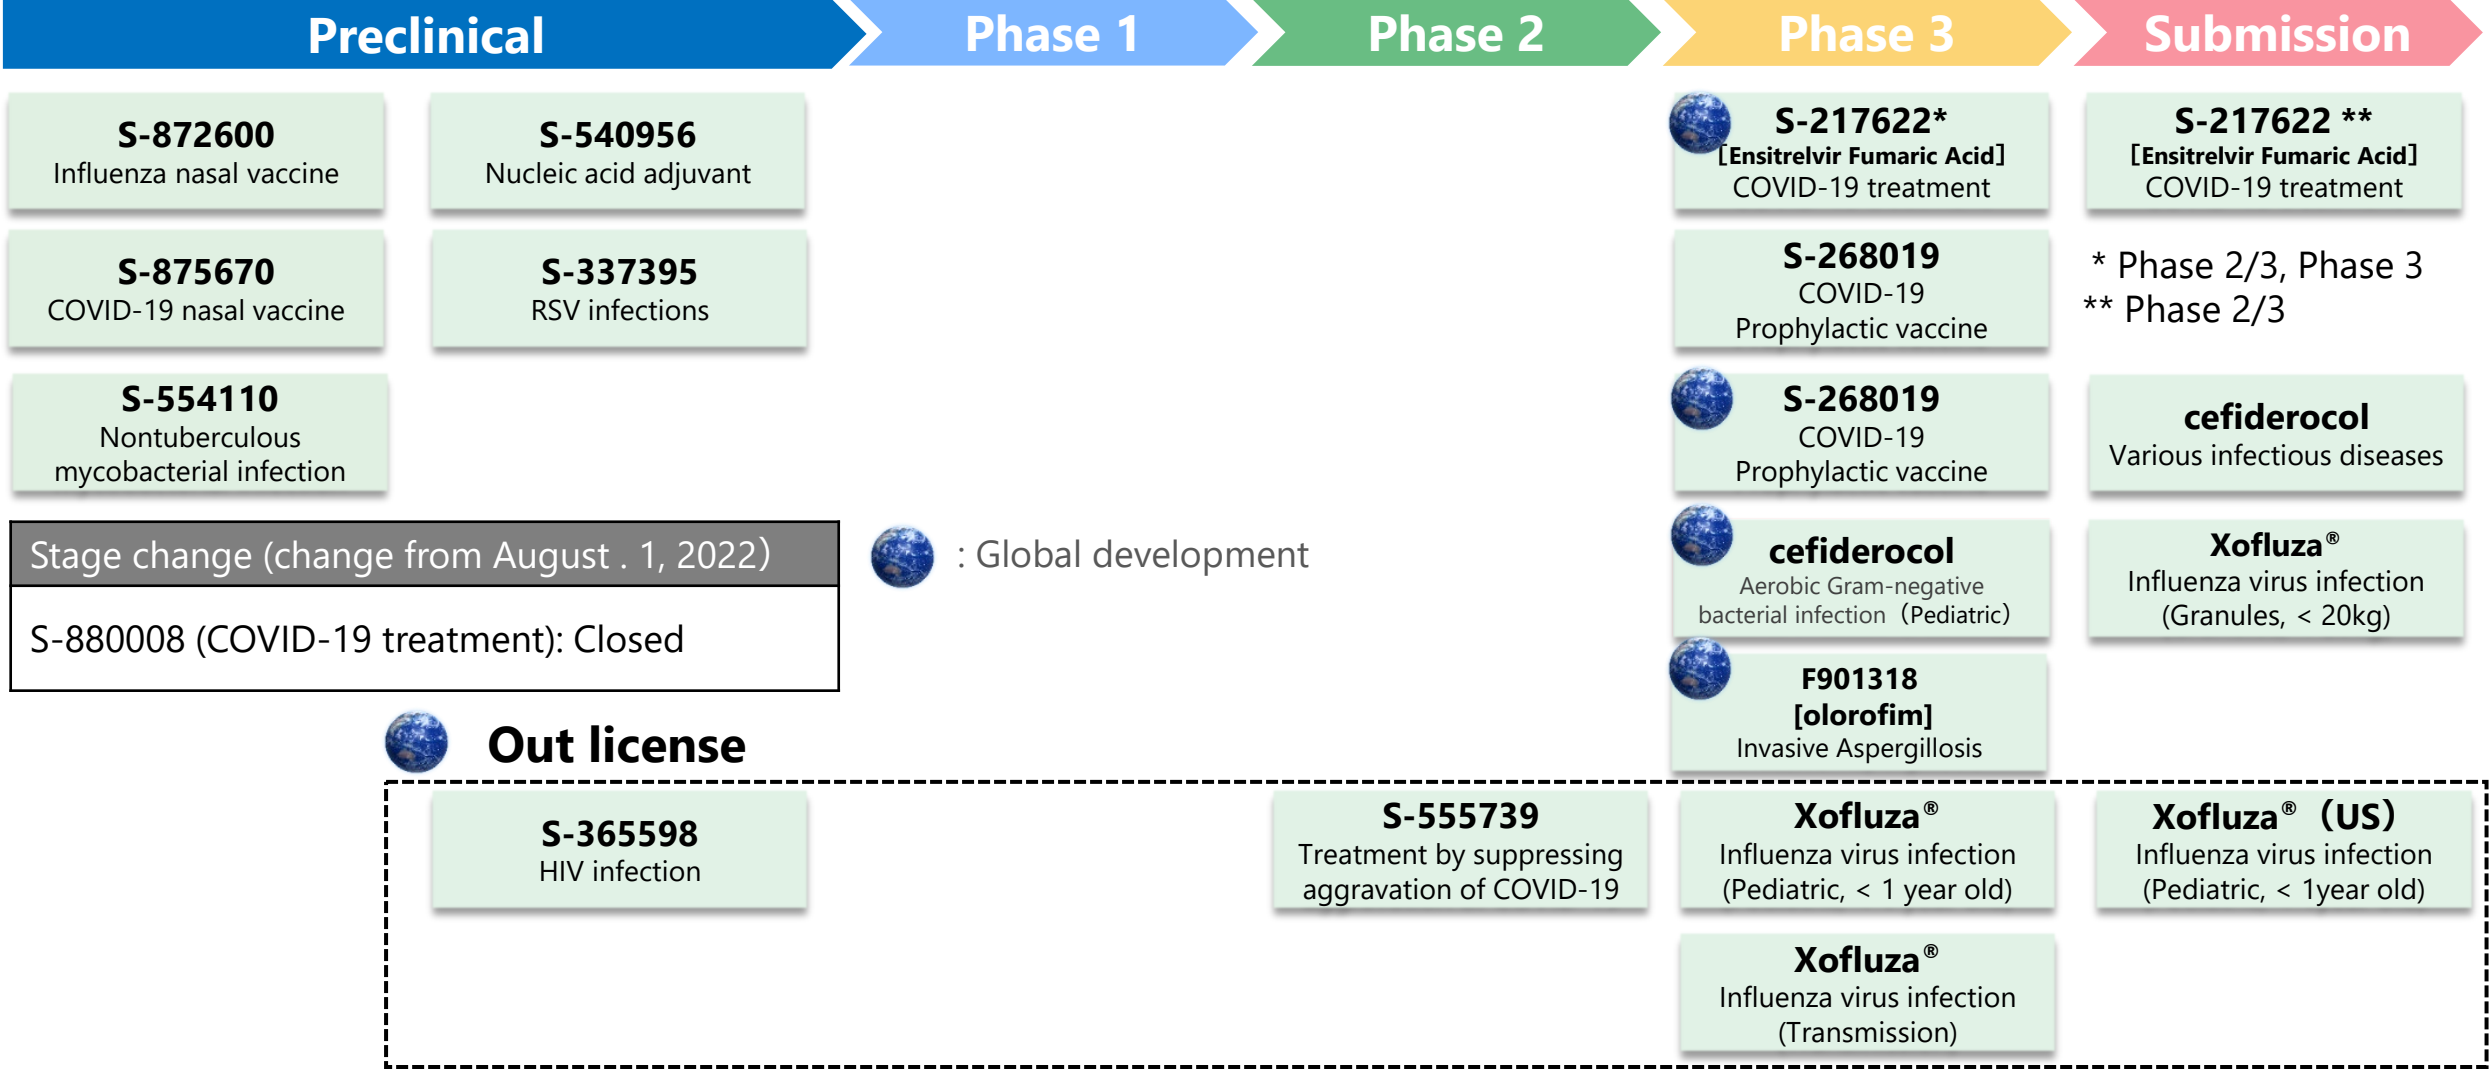 Preclinical
Phase 1
Phase 2
Phase 3
Submission
S-872600
Influenza nasal vaccine
S-540956
Nucleic acid adjuvant
S-875670
COVID-19 nasal vaccine
S-337395
RSV infections
S-554110
Nontuberculous
mycobacterial infection
S-217622*
[Ensitrelvir Fumaric Acid]
COVID-19 treatment
S-268019
COVID-19
Prophylactic vaccine
S-268019
COVID-19
Prophylactic vaccine
cefiderocol
Aerobic Gram-negative
bacterial infection（Pediatric）
F901318
[olorofim]
Invasive Aspergillosis
S-217622 **
[Ensitrelvir Fumaric Acid]
COVID-19 treatment
* Phase 2/3, Phase 3
** Phase 2/3
cefiderocol
Various infectious diseases
Xofluza®
Influenza virus infection
(Granules, < 20kg)
Stage change (change from August . 1, 2022）
S-880008 (COVID-19 treatment): Closed
: Global development
Out license
S-365598
HIV infection
S-555739
Treatment by suppressing
aggravation of COVID-19
Xofluza®
Influenza virus infection
(Pediatric, < 1 year old)
Xofluza®（US）
Influenza virus infection
(Pediatric, < 1year old)
Xofluza®
Influenza virus infection
(Transmission)